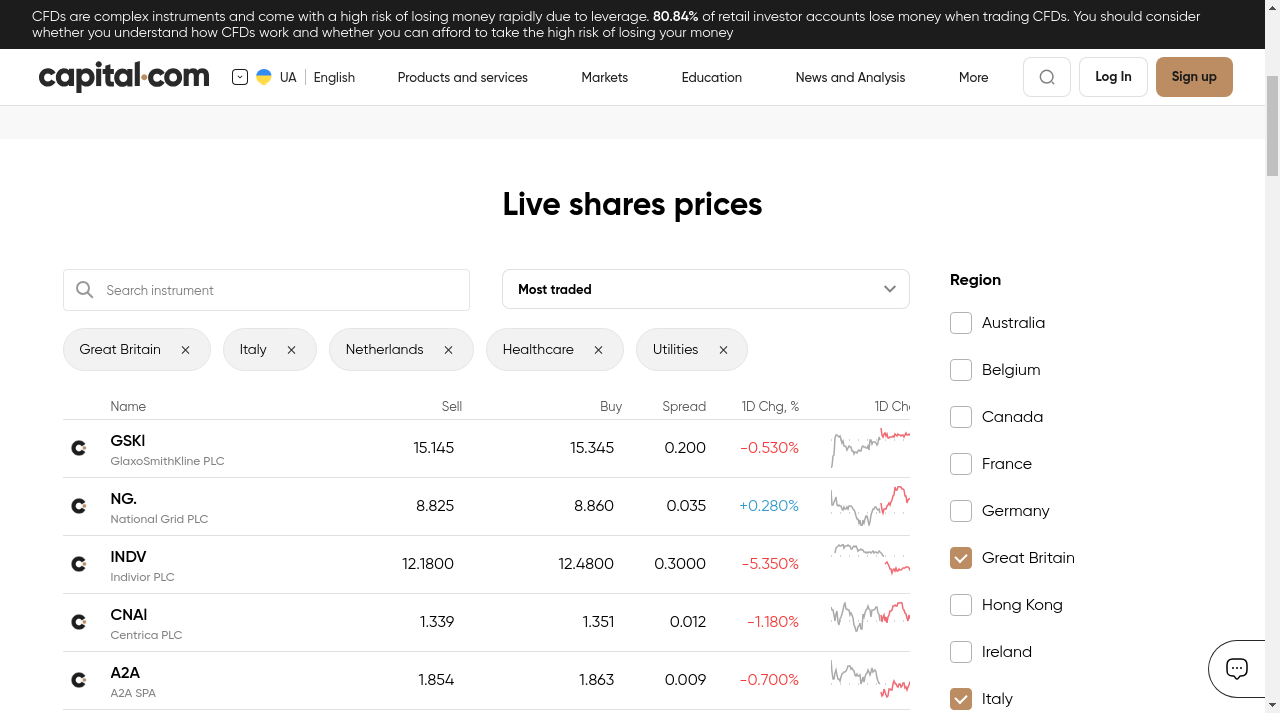 CFDs are complex instruments and come with a high risk of losing money rapidly due to leverage. 80.84% of retail investor accounts lose money when trading CFDs. You should consider
whether you understand how CFDs work and whether you can afford to take the high risk of losing your money
capital.com
UA
English
Products and services
Markets
Education
News and Analysis
More
Log In
Sign up
Live shares prices
Search instrument
Most traded
Great Britain
Italy
Netherlands
Healthcare
Utilities
Name Sell Buy Spread 1D Chg, % 1D Ch
GSKl 15.145 15.345 0.200 -0.530%
GlaxoSmithKline PLC
NG. 8.825 8.860 0.035 +0.280%
National Grid PLC
INDV 12.1800 12.4800 0.3000 -5.350%
Indivior PLC
CNAl 1.339 1.351 0.012 -1.180%
Centrica PLC
A2A 1.854 1.863 0.009 -0.700%
A2A SPA
Region
Australia
Belgium
Canada
France
Germany
Great Britain
Hong Kong
Ireland
Italy